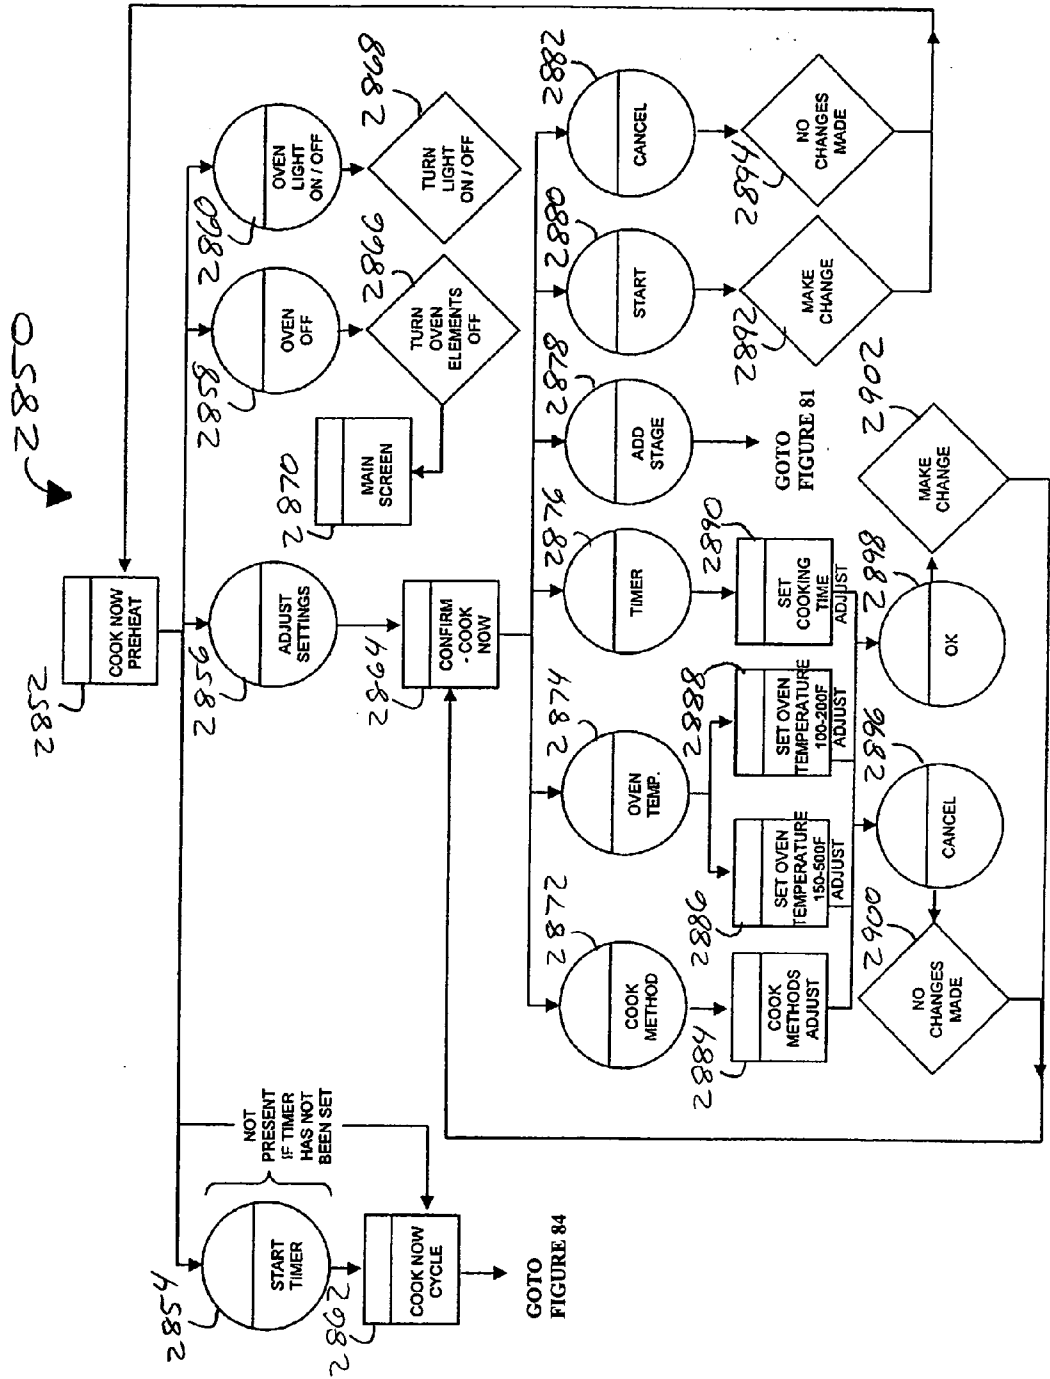 2850
2852
COOK NOW
PREHEAT
2854
START
TIMER
NOT
PRESENT
IF TIMER
HAS NOT
BEEN SET
2862
COOK NOW
CYCLE
GOTO
FIGURE 84
2856
ADJUST
SETTINGS
2858
OVEN
OFF
2860
OVEN
LIGHT
ON / OFF
2864
CONFIRM
- COOK
NOW
2870
MAIN
SCREEN
2866
TURN
OVEN
ELEMENTS
OFF
2868
TURN
LIGHT
ON / OFF
2872
COOK
METHOD
2874
OVEN
TEMP.
2876
TIMER
2878
ADD
STAGE
2880
START
2882
CANCEL
2884
COOK
METHODS
ADJUST
2886
SET OVEN
TEMPERATURE
150-500F
ADJUST
2888
SET OVEN
TEMPERATURE
100-200F
ADJUST
2890
SET
COOKING
TIME
ADJUST
GOTO
FIGURE 81
2892
MAKE
CHANGE
2894
NO
CHANGES
MADE
2900
NO
CHANGES
MADE
2896
CANCEL
2898
OK
2902
MAKE
CHANGE